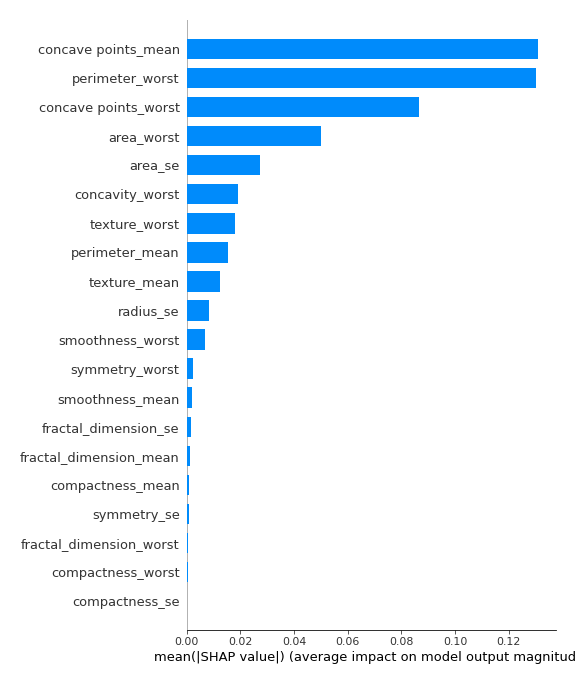 concave points_mean
perimeter_worst
concave points_worst
area_worst
area_se
concavity_worst
texture_worst
perimeter_mean
texture_mean
radius_se
smoothness_worst
symmetry_worst
smoothness_mean
fractal_dimension_se
fractal_dimension_mean
compactness_mean
symmetry_se
fractal_dimension_worst
compactness_worst
compactness_se
0.00 0.02 0.04 0.06 0.08 0.10 0.12
mean(|SHAP value|) (average impact on model output magnitud